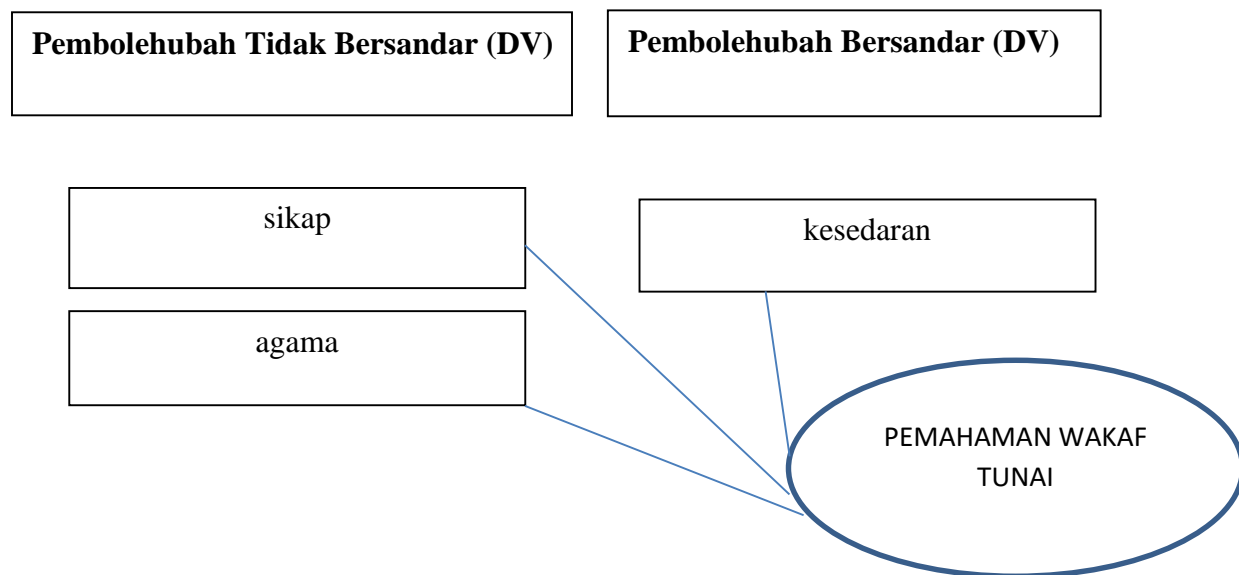 Pembolehubah Tidak Bersandar (DV)
Pembolehubah Bersandar (DV)
sikap
kesedaran
agama
PEMAHAMAN WAKAF
TUNAI